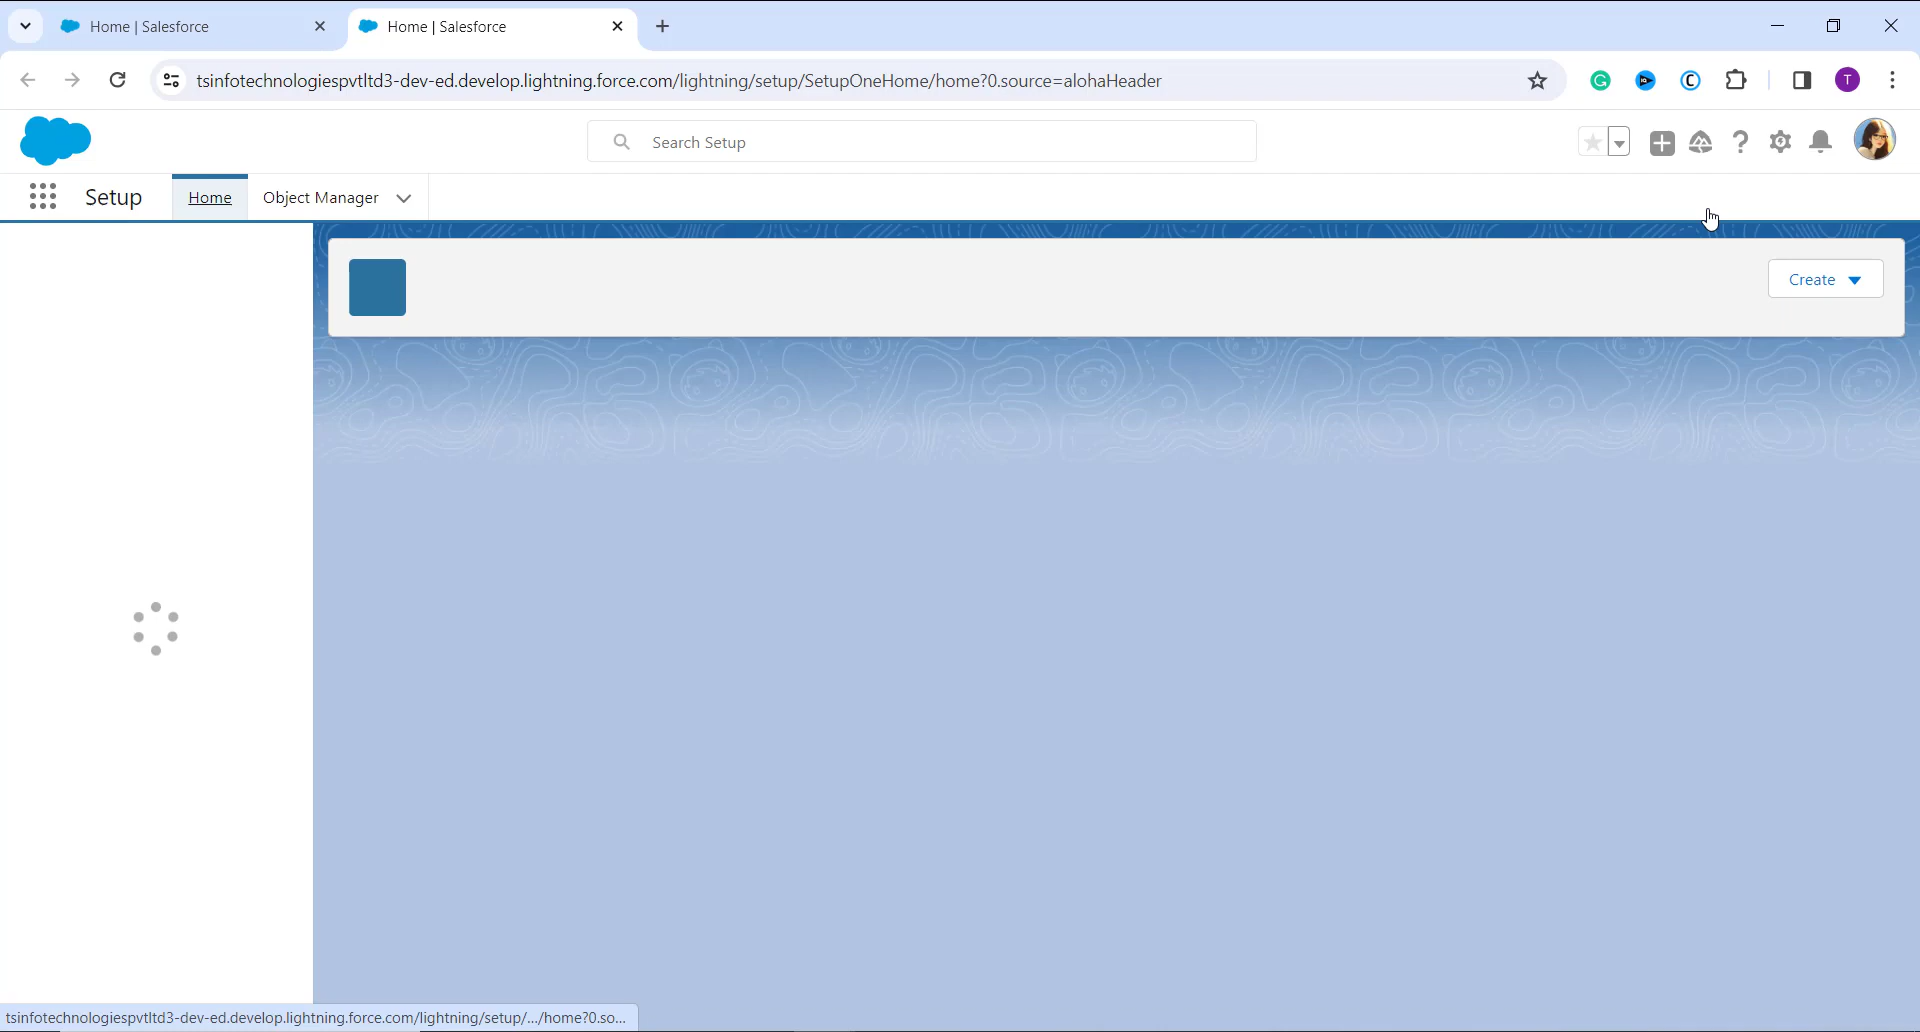 Home | Salesforce
Home | Salesforce
tsinfotechnologiespvtltd3-dev-ed.develop.lightning.force.com/lightning/setup/SetupOneHome/home?0.source=alohaHeader
T
Search Setup
Setup
Home
Object Manager
Create
tsinfotechnologiespvtltd3-dev-ed.develop.lightning.force.com/lightning/setup/.../home?0.so...